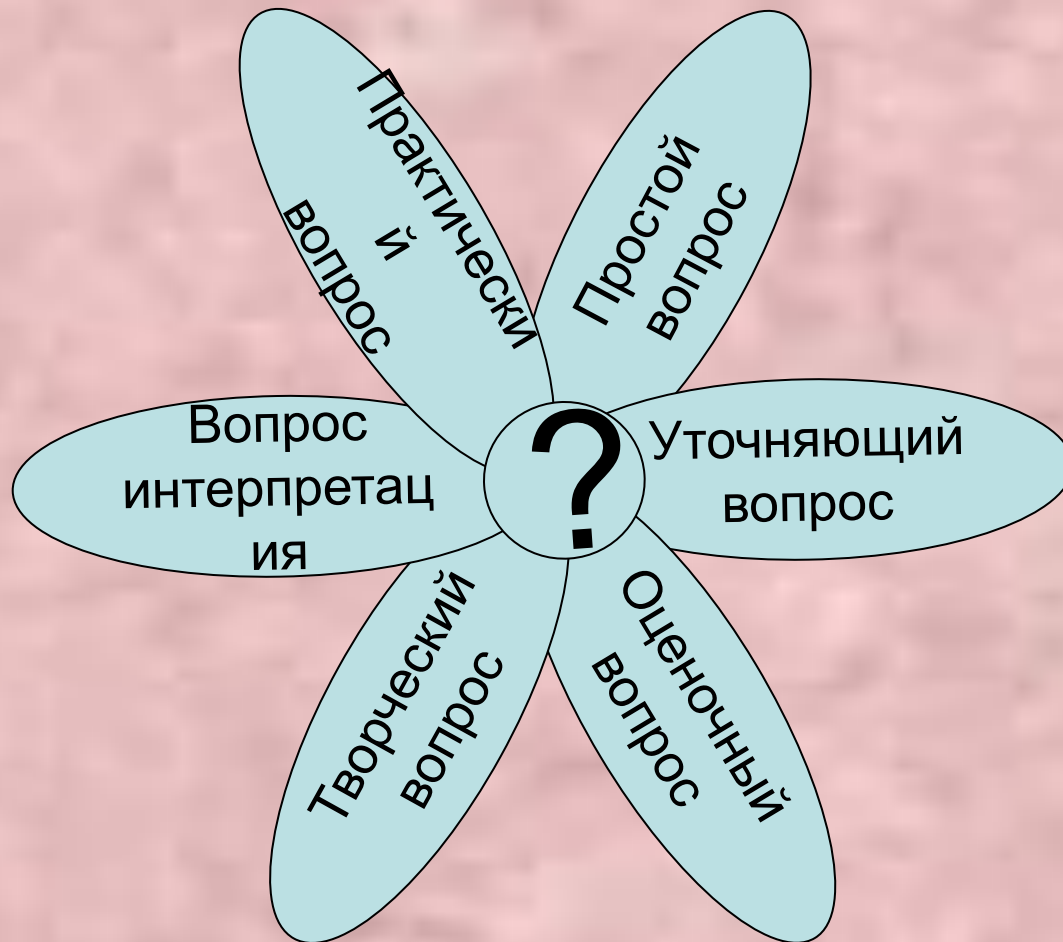 Практически
й
вопрос
Простой
вопрос
Вопрос
интерпретац
ия
?
Уточняющий
вопрос
Творческий
вопрос
Оценочный
вопрос